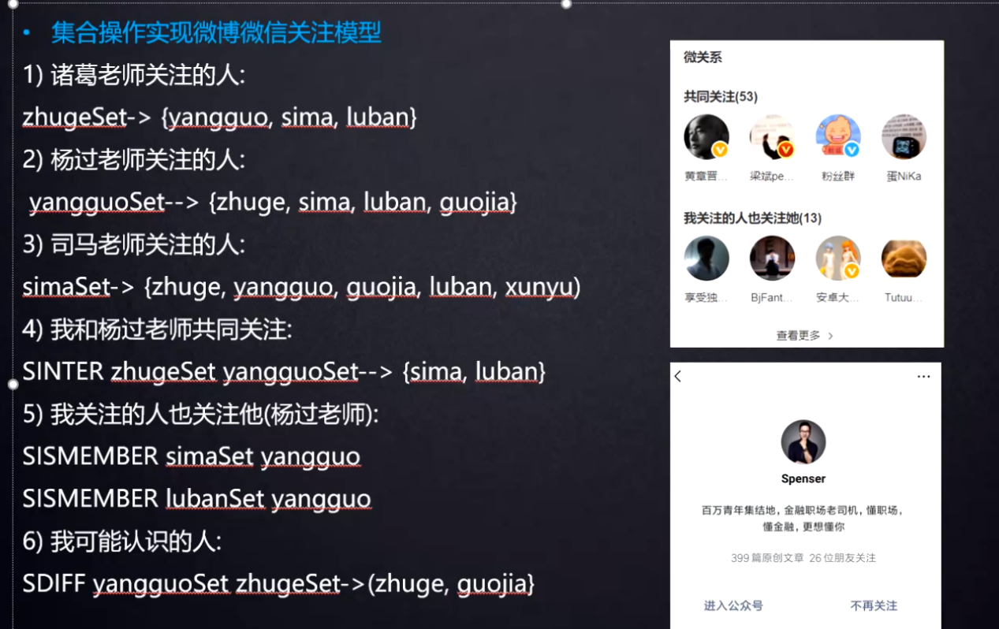 • 集合操作实现微博微信关注模型
1) 诸葛老师关注的人:
zhugeSet-> {yangguo, sima, luban}
2) 杨过老师关注的人:
yangguoSet--> {zhuge, sima, luban, guojia}
3) 司马老师关注的人:
simaSet-> {zhuge, yangguo, guojia, luban, xunyu)
4) 我和杨过老师共同关注:
SINTER zhugeSet yangguoSet--> {sima, luban}
5) 我关注的人也关注他(杨过老师):
SISMEMBER simaSet yangguo
SISMEMBER lubanSet yangguo
6) 我可能认识的人:
SDIFF yangguoSet zhugeSet->(zhuge, guojia}
微关系
共同关注(53)
黄章晋... 梁斌pe... 粉丝群 蛋NiKa
我关注的人也关注她(13)
享受独... BjFant... 安卓大... Tutuu...
查看更多 >
Spenser
百万青年集结地，金融职场老司机，懂职场，
懂金融，更想懂你
399篇原创文章 26位朋友关注
进入公众号 不再关注